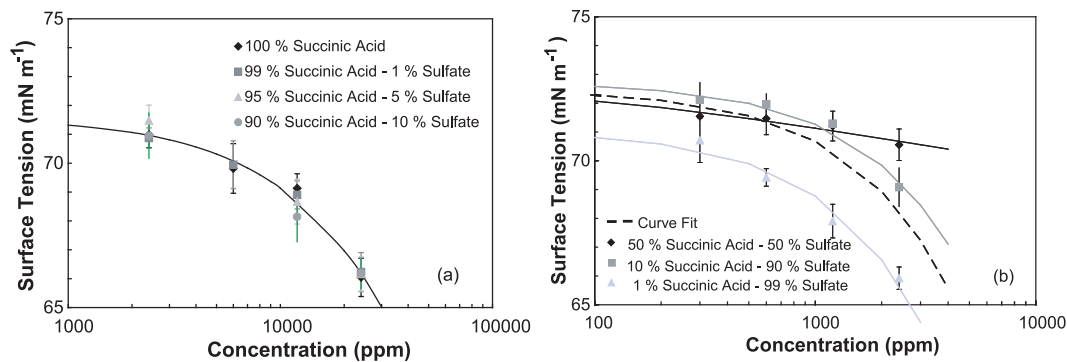 75
(a)
100 % Succinic Acid
99 % Succinic Acid - 1 % Sulfate
95 % Succinic Acid - 5 % Sulfate
90 % Succinic Acid - 10 % Sulfate
70
65
Surface Tension (mN m⁻¹)
1000
10000
100000
Concentration (ppm)
75
70
65
Surface Tension (mN m⁻¹)
Curve Fit
50 % Succinic Acid - 50 % Sulfate
10 % Succinic Acid - 90 % Sulfate
1 % Succinic Acid - 99 % Sulfate
(b)
100
1000
10000
Concentration (ppm)